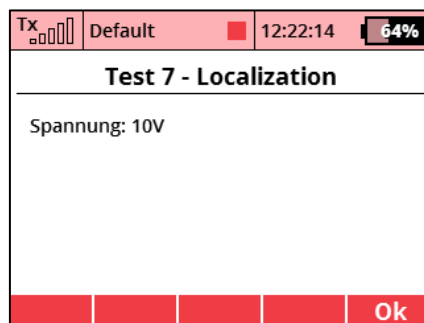 Tx Default 12:22:14 64%
Test 7 - Localization
Spannung: 10V
Ok